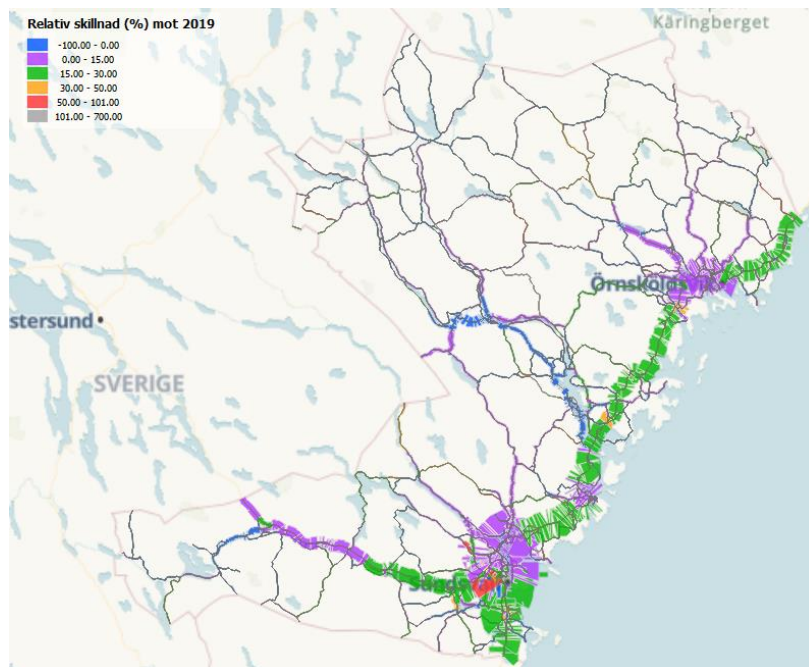 Relativ skillnad (%) mot 2019
-100.00 - 0.00
0.00 - 15.00
15.00 - 30.00
30.00 - 50.00
50.00 - 101.00
101.00 - 700.00
Käringberget
Örnsköldsvik
stersund
SVERIGE